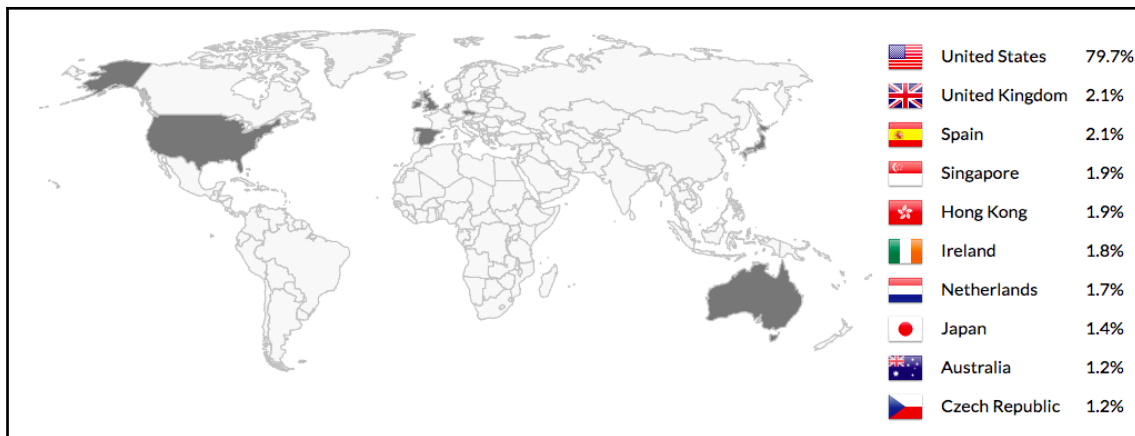 United States 79.7%
United Kingdom 2.1%
Spain 2.1%
Singapore 1.9%
Hong Kong 1.9%
Ireland 1.8%
Netherlands 1.7%
Japan 1.4%
Australia 1.2%
Czech Republic 1.2%